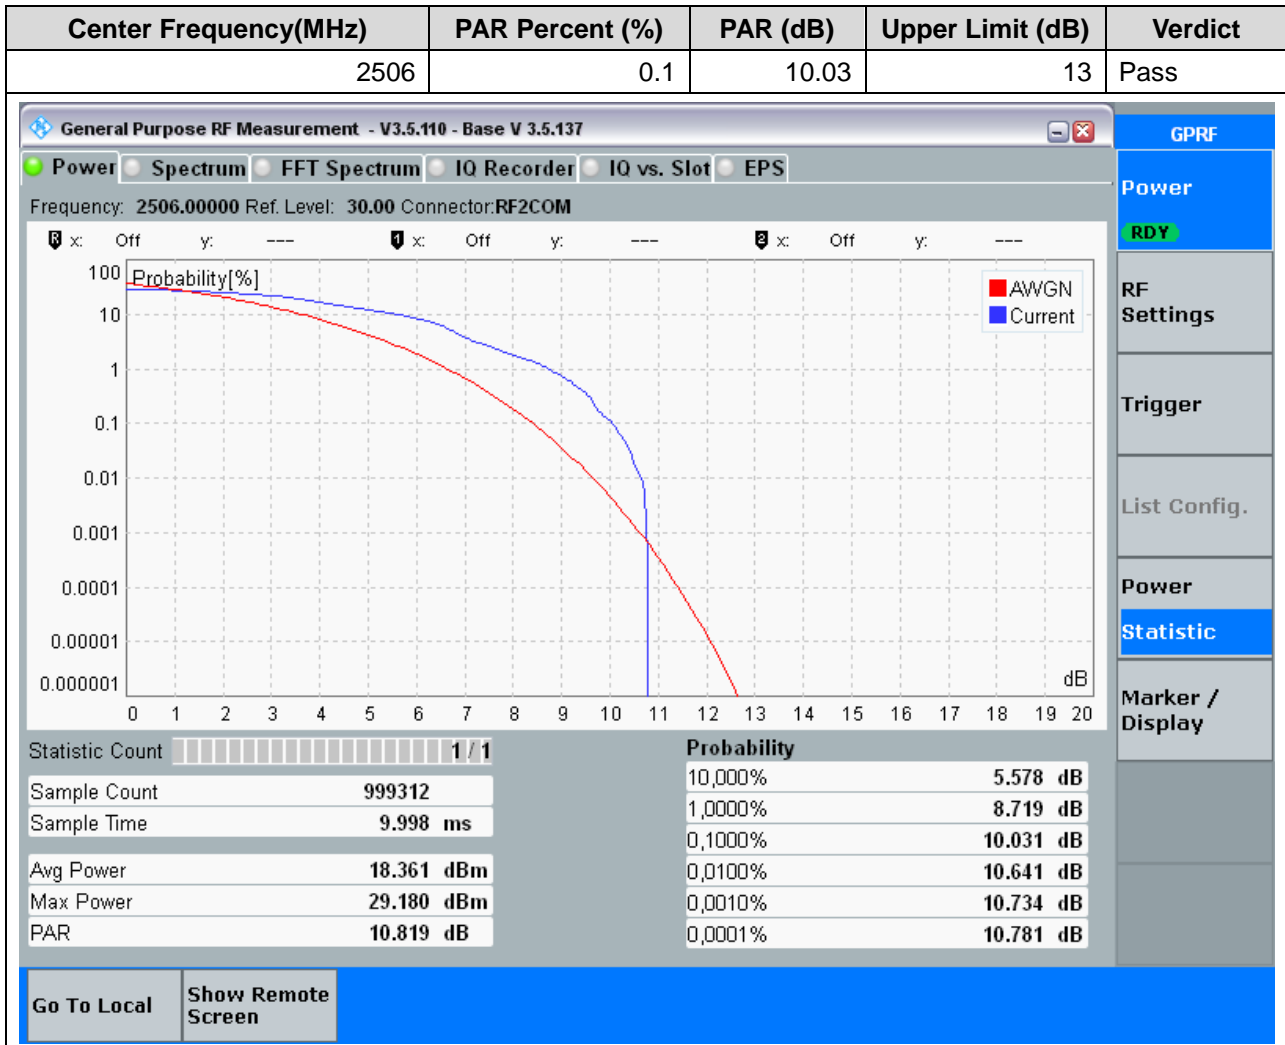 Center Frequency(MHz) PAR Percent (%) PAR (dB) Upper Limit (dB) Verdict
2506 0.1 10.03 13 Pass
General Purpose RF Measurement - V3.5.110 - Base V 3.5.137
GPRF
Power Spectrum FFT Spectrum IQ Recorder IQ vs. Slot EPS
Power
RDY
Frequency: 2506.00000 Ref. Level: 30.00 Connector:RF2COM
R x: Off y: --- 1 x: Off y: --- 2 x: Off y: ---
Probability[%]
AWGN
Current
100
10
1
0.1
0.01
0.001
0.0001
0.00001
0.000001
dB
0 1 2 3 4 5 6 7 8 9 10 11 12 13 14 15 16 17 18 19 20
RF
Settings
Trigger
List Config.
Power
Statistic
Marker /
Display
Statistic Count 1 / 1
Sample Count 999312
Sample Time 9.998 ms
Avg Power 18.361 dBm
Max Power 29.180 dBm
PAR 10.819 dB
Probability
10,000% 5.578 dB
1,0000% 8.719 dB
0,1000% 10.031 dB
0,0100% 10.641 dB
0,0010% 10.734 dB
0,0001% 10.781 dB
Go To Local
Show Remote
Screen